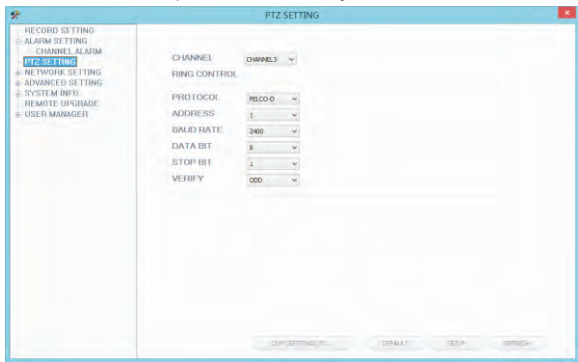 PTZ SETTING
RECORD SETTING
ALARM SETTING
CHANNEL ALARM
PTZ SETTING
NETWORK SETTING
ADVANCED SETTING
SYSTEM INFO
REMOTE UPGRADE
USER MANAGER
CHANNEL CHANNEL3
RING CONTROL
PROTOCOL PELCO-D
ADDRESS 1
BAUD RATE 2400
DATA BIT 8
STOP BIT 1
VERIFY ODD
DEFAULT SETUP REFRESH